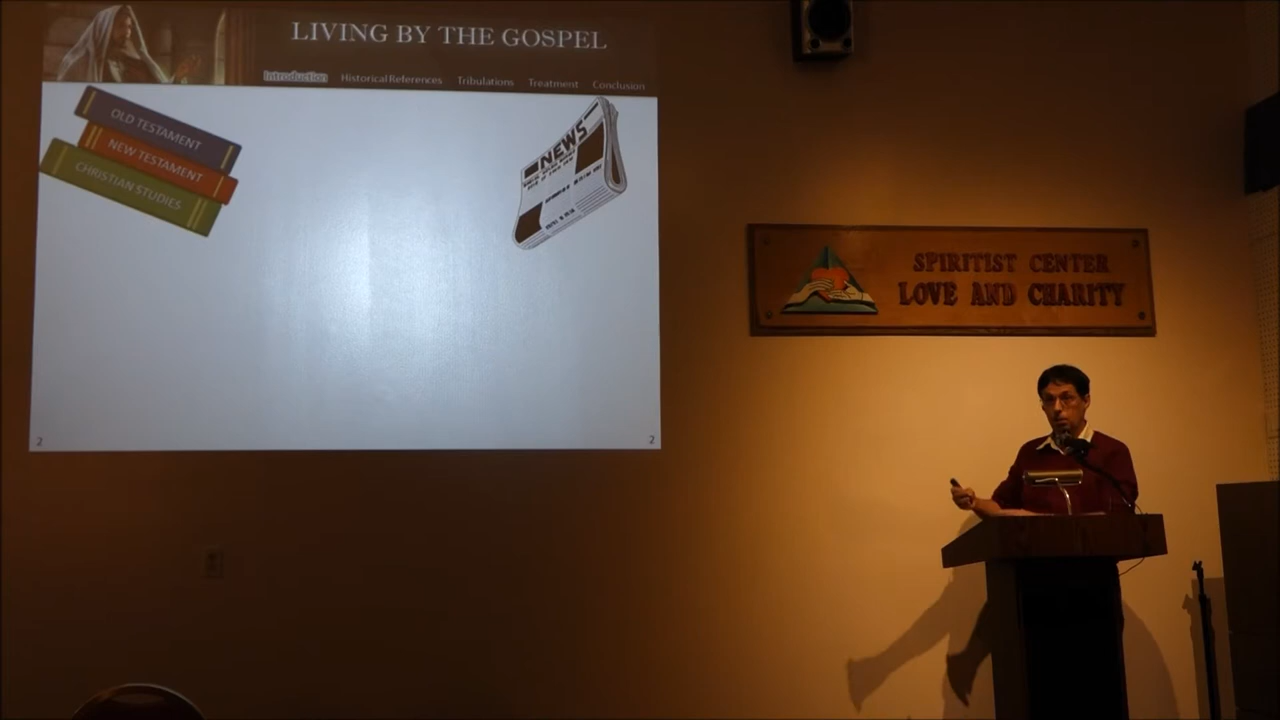 LIVING BY THE GOSPEL
Introduction Historical References Tribulations Treatment Conclusion
OLD TESTAMENT
NEW TESTAMENT
CHRISTIAN STUDIES
NEWS
2
2
SPIRITIST CENTER
LOVE AND CHARITY